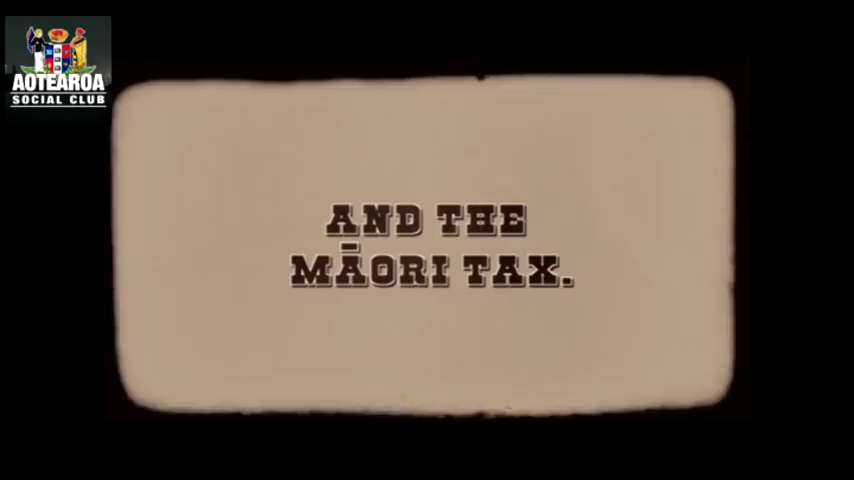 AOTEAROA
SOCIAL CLUB
AND THE
MĀORI TAX.